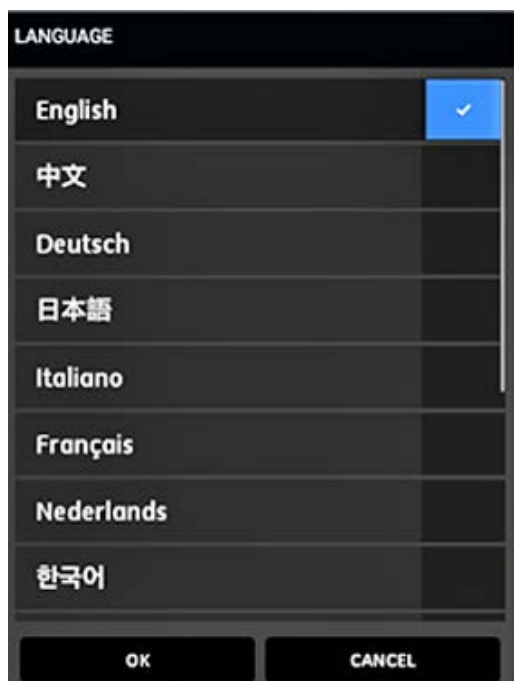 LANGUAGE
English
中文
Deutsch
日本語
Italiano
Français
Nederlands
한국어
OK CANCEL